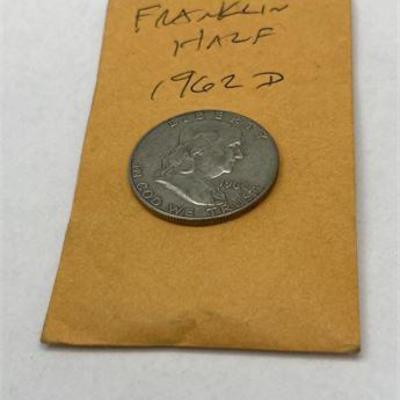 FRANKLIN
HALF
1962 D
LIBERTY
IN GOD WE TRUST